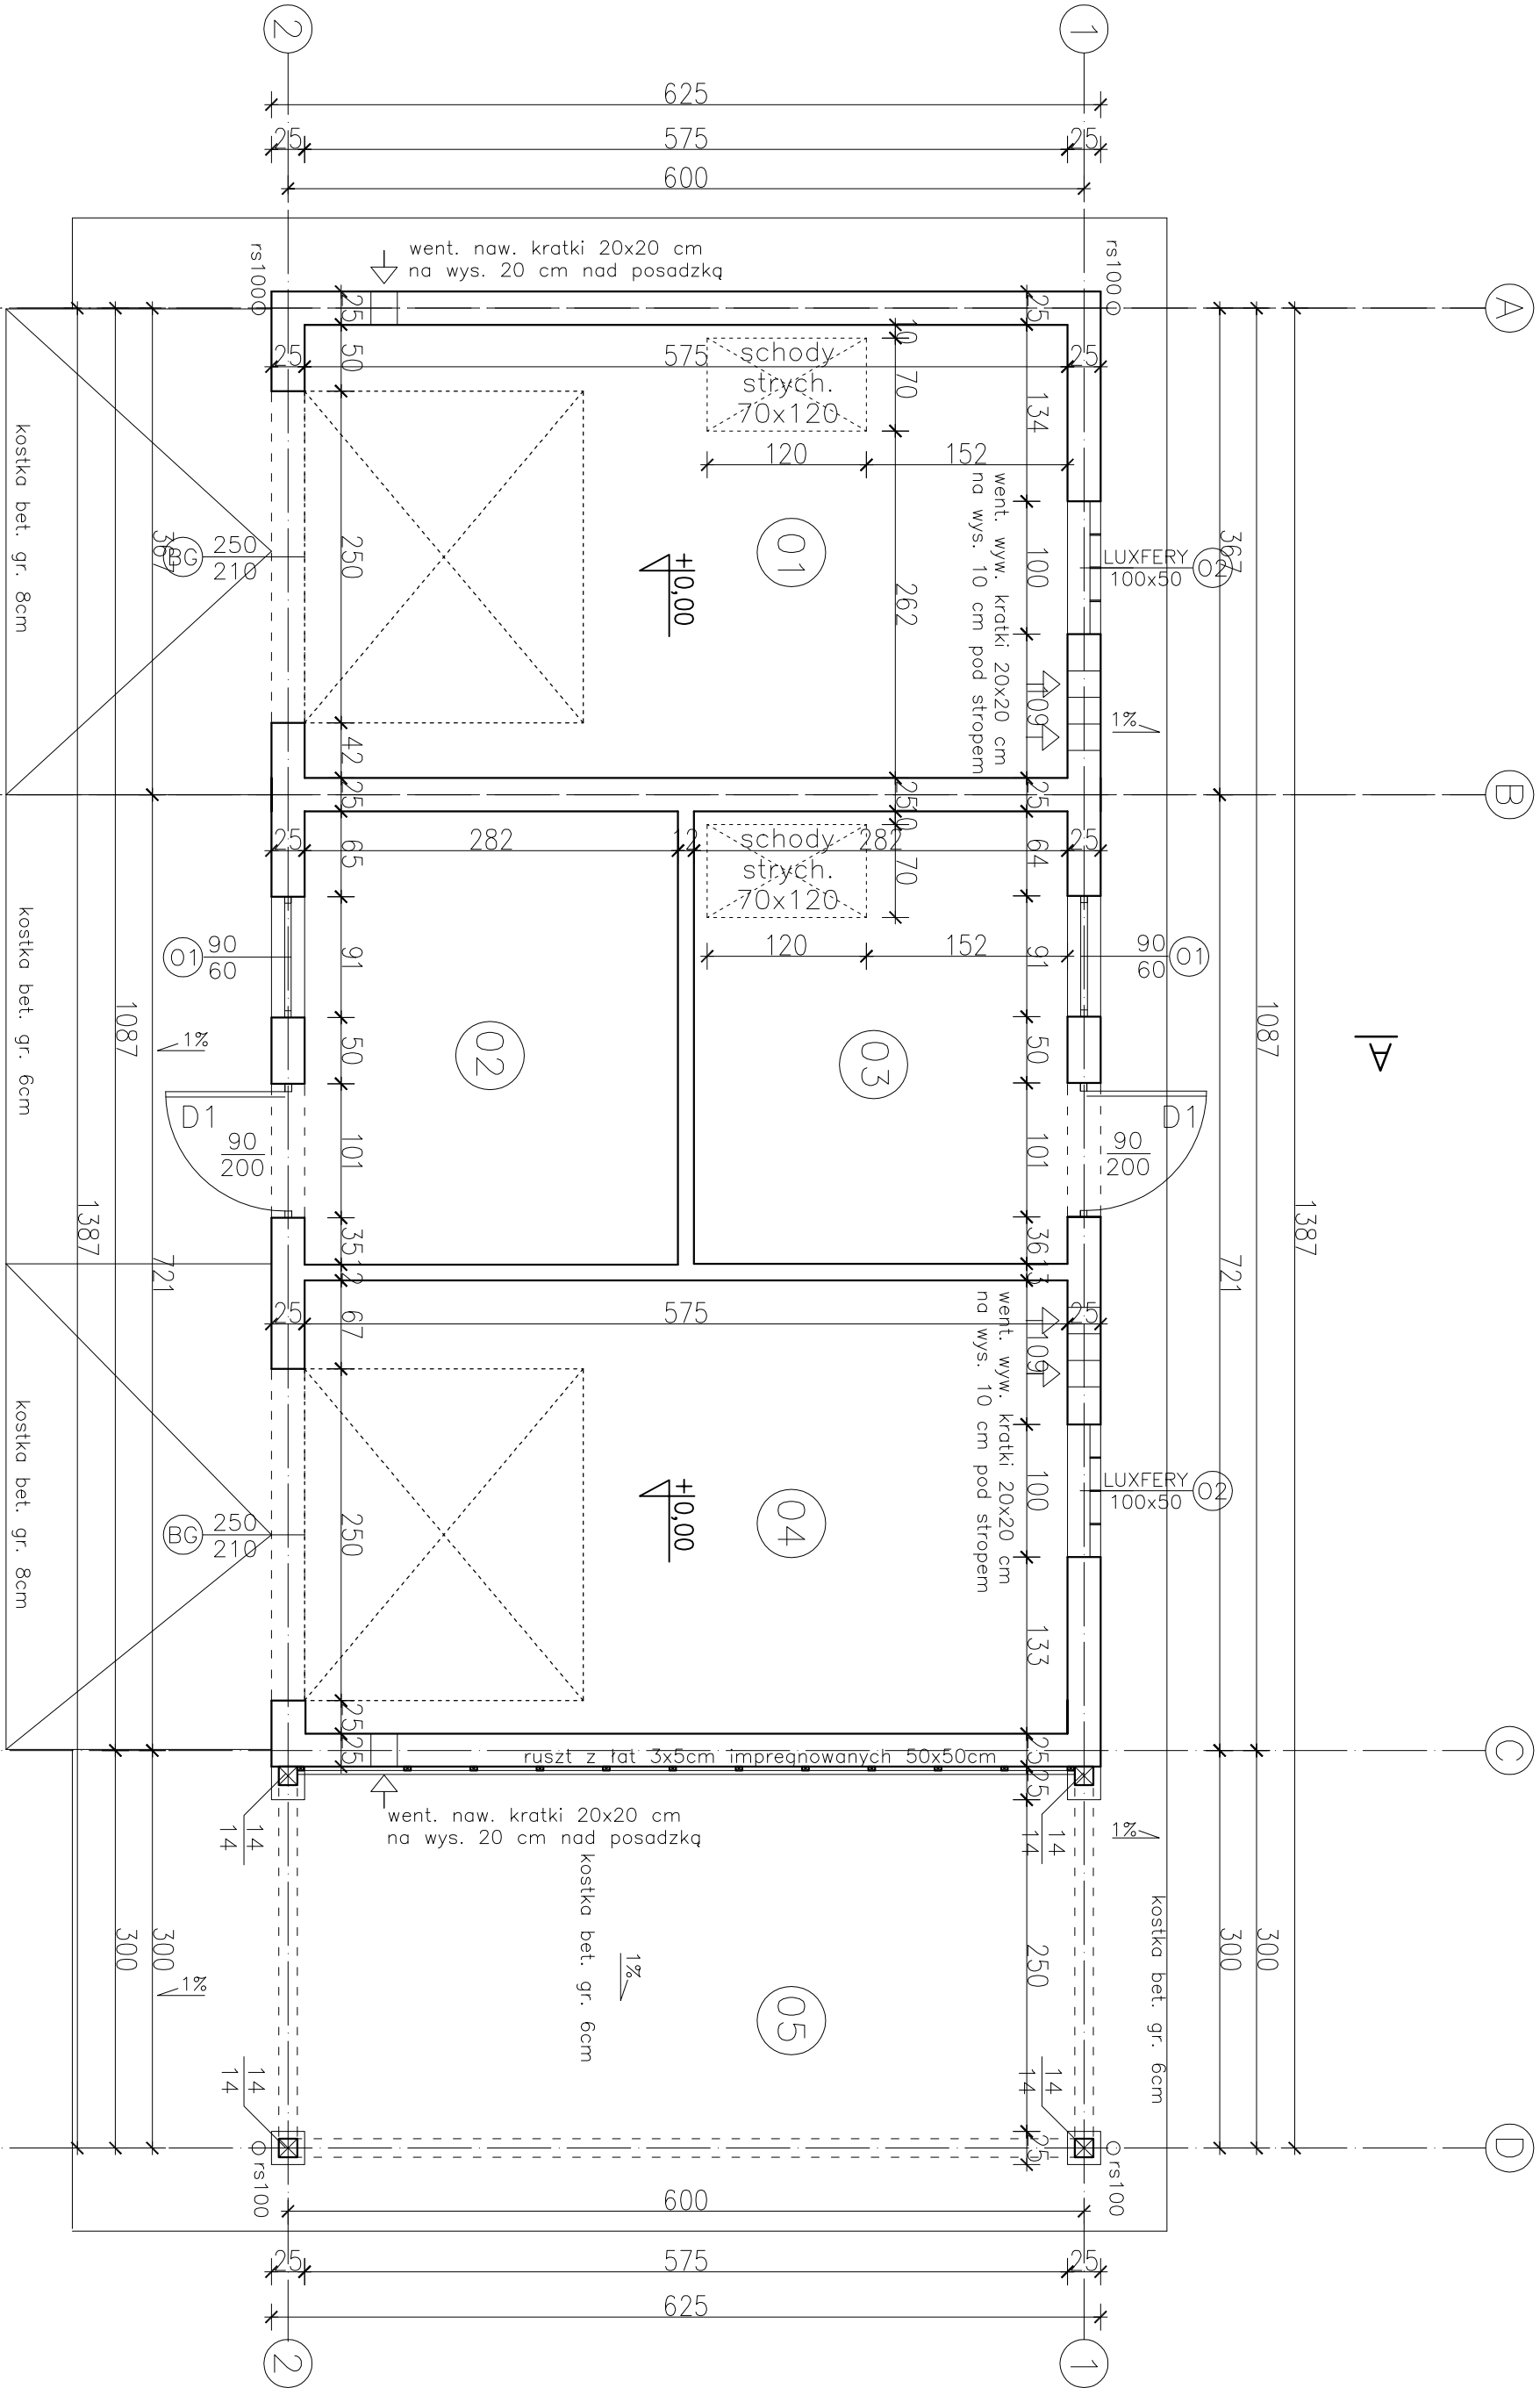 2
1
625
25
575
25
600
went. naw. kratki 20x20 cm
na wys. 20 cm nad posadzką
rs100
rs100
A
25
25
50
25
575
25
10
70
schody
strych.
70x120
134
120
152
went. wyw. kratki 20x20 cm
na wys. 10 cm pod stropem
kostka bet. gr. 8cm
367
BG
250
210
250
+0,00
01
262
100
LUXFERY
100x50
O2
367
109
1%
42
25
25
25
B
25
282
12
282
25
65
10
70
schody
strych.
70x120
64
120
152
kostka bet. gr. 6cm
O1
90
60
91
91
90
60
O1
1087
1%
50
02
03
50
1087
A
D1
90
200
101
101
D1
90
200
1387
721
35
12
36
13
721
1387
25
575
25
67
109
went. wyw. kratki 20x20 cm
na wys. 10 cm pod stropem
kostka bet. gr. 8cm
BG
250
210
250
+0,00
04
100
LUXFERY
100x50
O2
133
25
25
25
25
ruszt z łat 3x5cm impregnowanych 50x50cm
C
went. naw. kratki 20x20 cm
na wys. 20 cm nad posadzką
14
14
14
14
1%
kostka bet. gr. 6cm
kostka bet. gr. 6cm
300
300
1%
1%
250
300
300
05
14
14
14
14
25
D
rs100
rs100
600
25
575
25
625
2
1